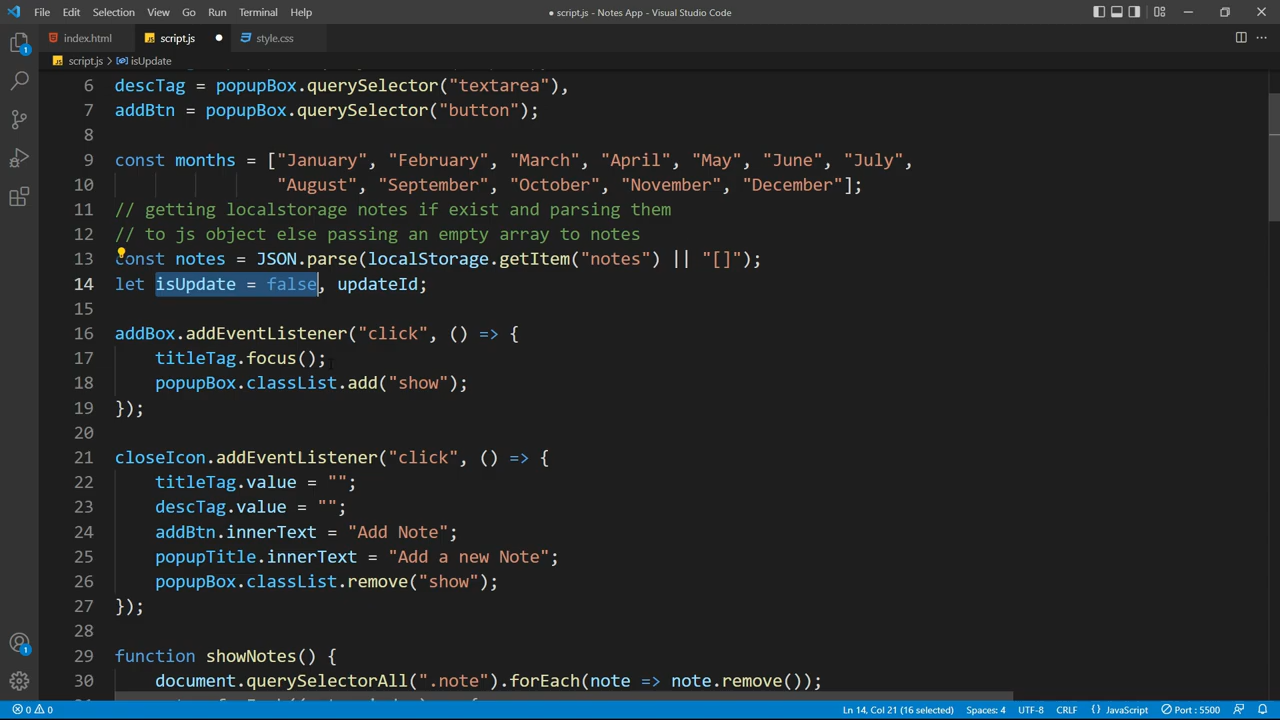 File Edit Selection View Go Run Terminal Help
● script.js - Notes App - Visual Studio Code
index.html script.js ● style.css
script.js > isUpdate
6 descTag = popupBox.querySelector("textarea"),
7 addBtn = popupBox.querySelector("button");
8
9 const months = ["January", "February", "March", "April", "May", "June", "July",
10 "August", "September", "October", "November", "December"];
11 // getting localstorage notes if exist and parsing them
12 // to js object else passing an empty array to notes
13 const notes = JSON.parse(localStorage.getItem("notes") || "[]");
14 let isUpdate = false, updateId;
15
16 addBox.addEventListener("click", () => {
17 titleTag.focus();
18 popupBox.classList.add("show");
19 });
20
21 closeIcon.addEventListener("click", () => {
22 titleTag.value = "";
23 descTag.value = "";
24 addBtn.innerText = "Add Note";
25 popupTitle.innerText = "Add a new Note";
26 popupBox.classList.remove("show");
27 });
28
29 function showNotes() {
30 document.querySelectorAll(".note").forEach(note => note.remove());
1
1
0 0 Ln 14, Col 21 (16 selected) Spaces: 4 UTF-8 CRLF {} JavaScript Port : 5500